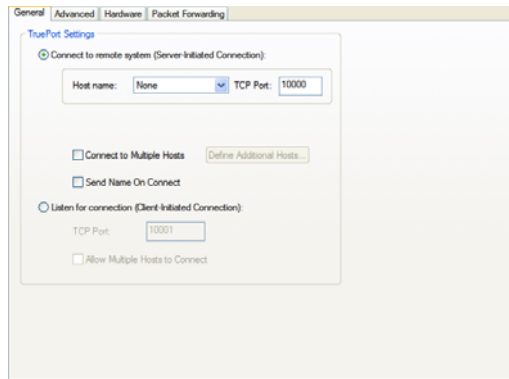 General Advanced Hardware Packet Forwarding
TruePort Settings
Connect to remote system (Server-Initiated Connection):
Host name: None TCP Port: 10000
Connect to Multiple Hosts Define Additional Hosts...
Send Name On Connect
Listen for connection (Client-Initiated Connection):
TCP Port: 10001
Allow Multiple Hosts to Connect